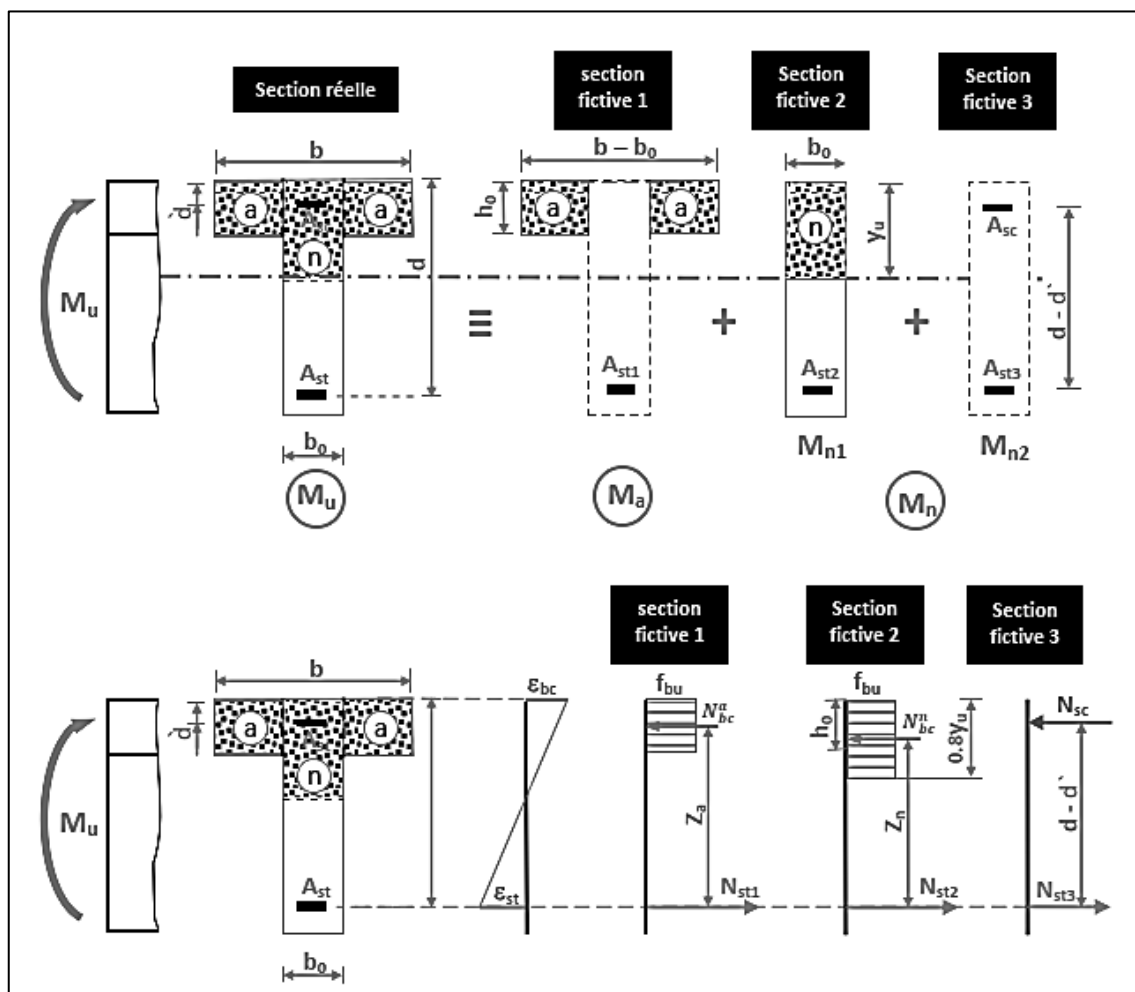 Section réelle
section
fictive 1
Section
fictive 2
Section
fictive 3
b
b – b₀
b₀
d`
a
a
n
h₀
a
a
n
yᵤ
Aₛc
d
d - d`
Mᵤ
≡
+
+
Aₛₜ
Aₛₜ₁
Aₛₜ₂
Aₛₜ₃
b₀
Mₙ₁
Mₙ₂
Mᵤ
Mₐ
Mₙ
section
fictive 1
Section
fictive 2
Section
fictive 3
b
εbc
fbu
fbu
d`
a
a
n
Nᵃbc
h₀
Nⁿbc
0.8yᵤ
Nₛc
Mᵤ
Zₐ
Zₙ
d - d`
Aₛₜ
εₛₜ
Nₛₜ₁
Nₛₜ₂
Nₛₜ₃
b₀